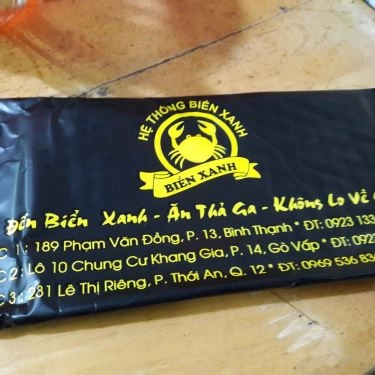 HỆ THỐNG BIỂN XANH
BIỂN XANH
Đến Biển Xanh - Ăn Thả Ga - Không Lo Về
C 1 : 189 Phạm Văn Đồng, P. 13, Bình Thạnh * ĐT: 0923 133
C 2 : Lô 10 Chung Cư Khang Gia, P. 14, Gò Vấp * ĐT: 092
C 3 : 281 Lê Thị Riêng, P. Thới An, Q. 12 * ĐT: 0969 536 83